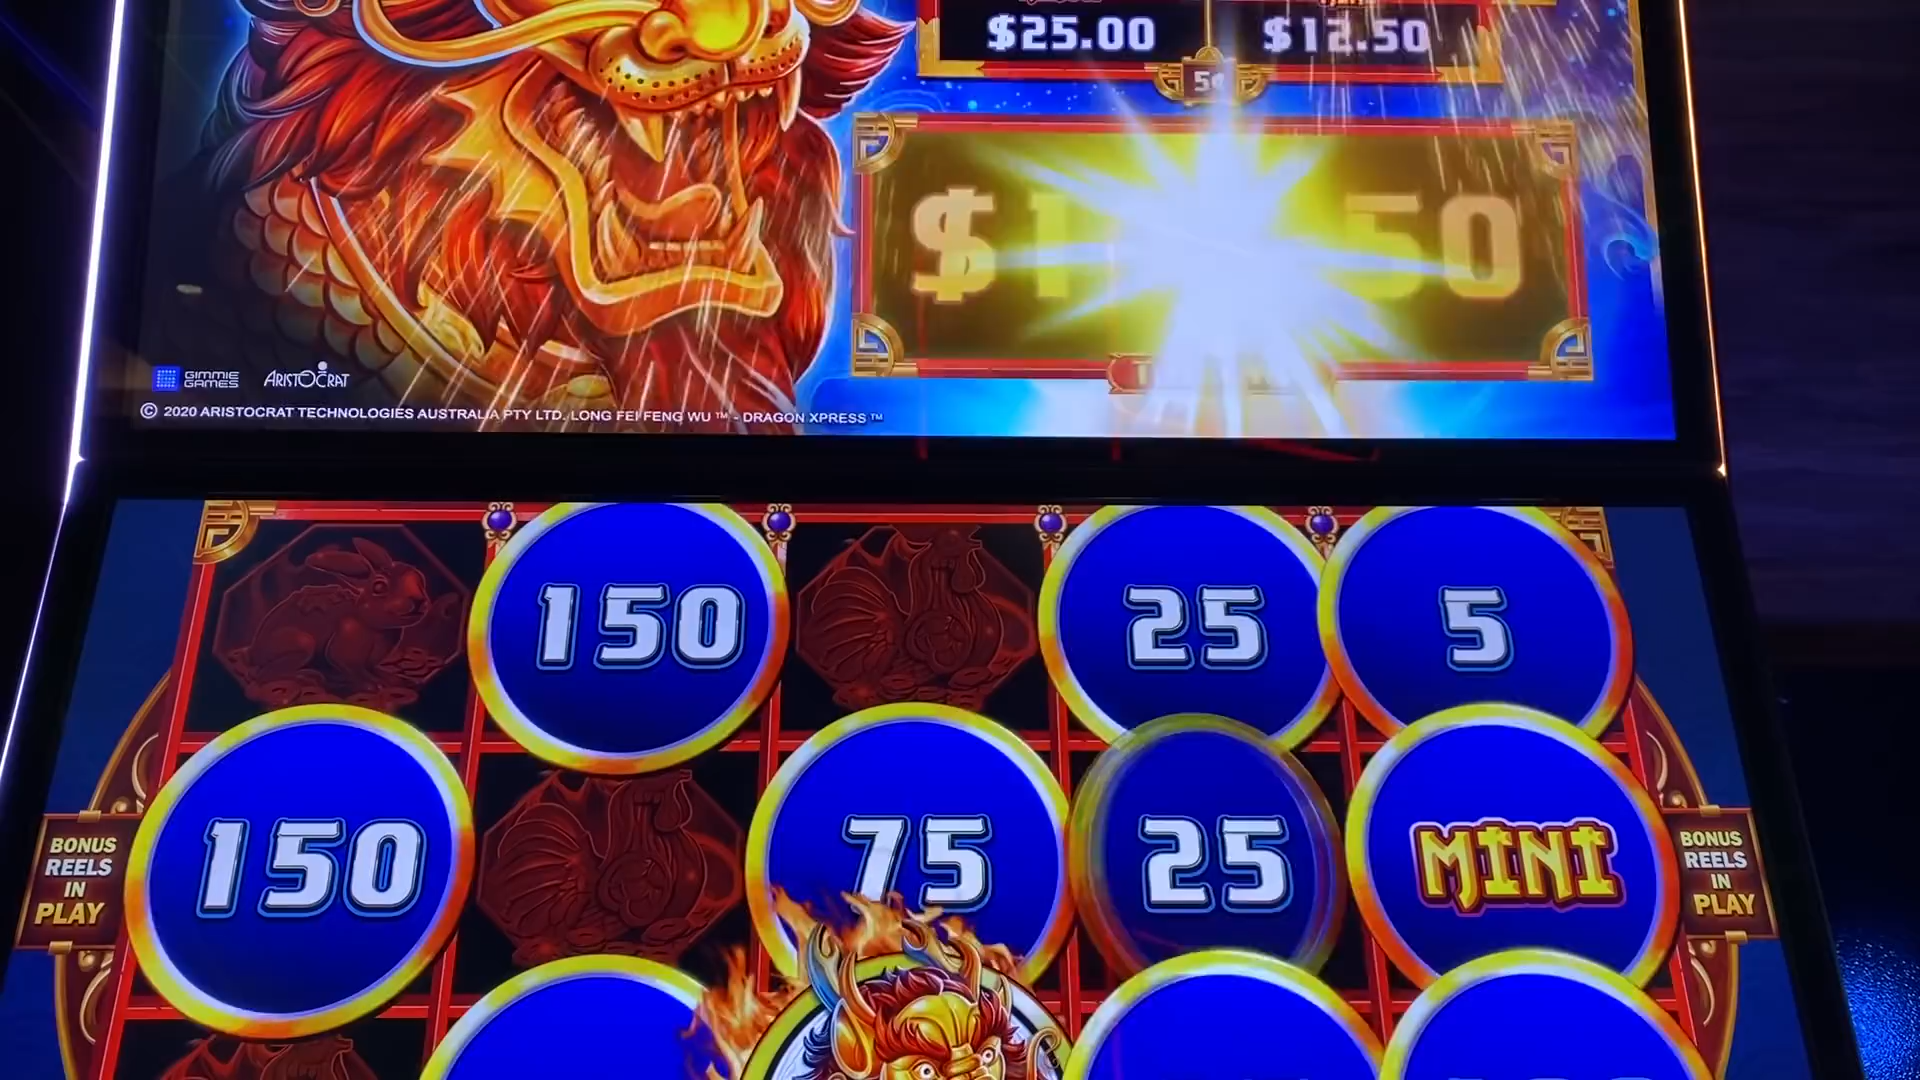 $25.00
$12.50
5¢
GIMMIE
GAMES
ARISTOCRAT
© 2020 ARISTOCRAT TECHNOLOGIES AUSTRALIA PTY LTD. LONG FEI FENG WU ™ - DRAGON XPRESS ™
150
25
5
150
75
25
MINI
BONUS
REELS
IN
PLAY
BONUS
REELS
IN
PLAY